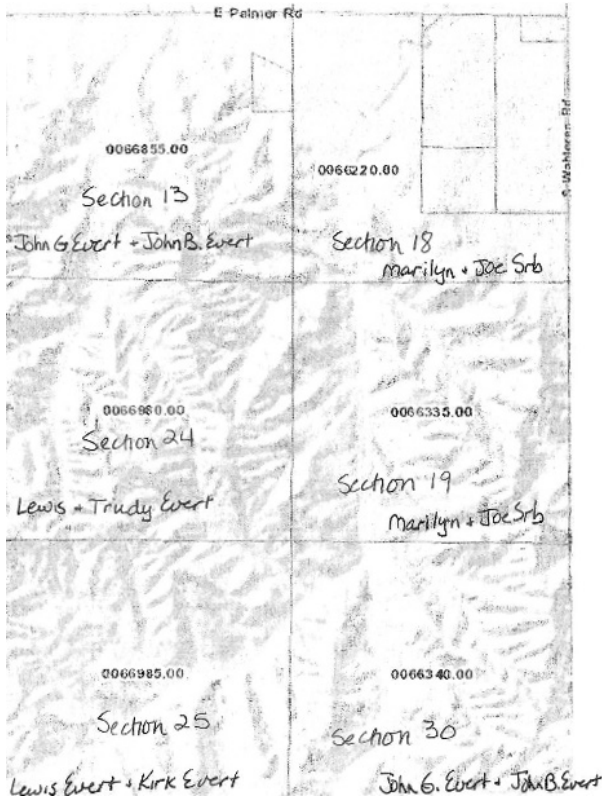 E Palmer Rd
S Wahlgren Rd
0066855.00
Section 13
John G Evert + John B. Evert
0066220.00
Section 18
Marilyn + Joe Srb
0066980.00
Section 24
Lewis + Trudy Evert
0066335.00
Section 19
Marilyn + Joe Srb
0066985.00
Section 25
Lewis Evert + Kirk Evert
0066340.00
Section 30
John G. Evert + John B. Evert